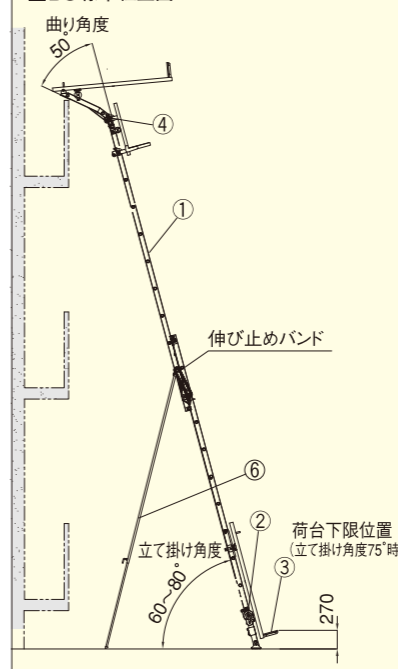 曲り角度
50°
④
①
伸び止めバンド
⑥
②
荷台下限位置
立て掛け角度
(立て掛け角度75°時
③
60〜80°
270